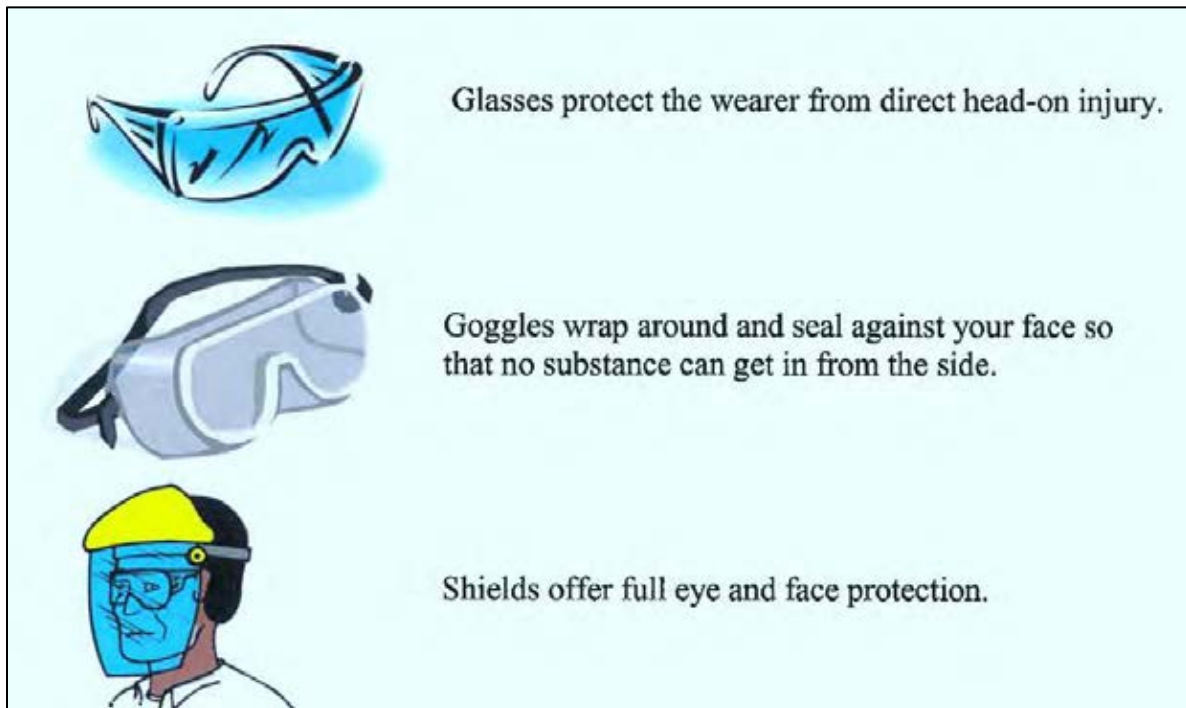 Glasses protect the wearer from direct head-on injury.
Goggles wrap around and seal against your face so
that no substance can get in from the side.
Shields offer full eye and face protection.